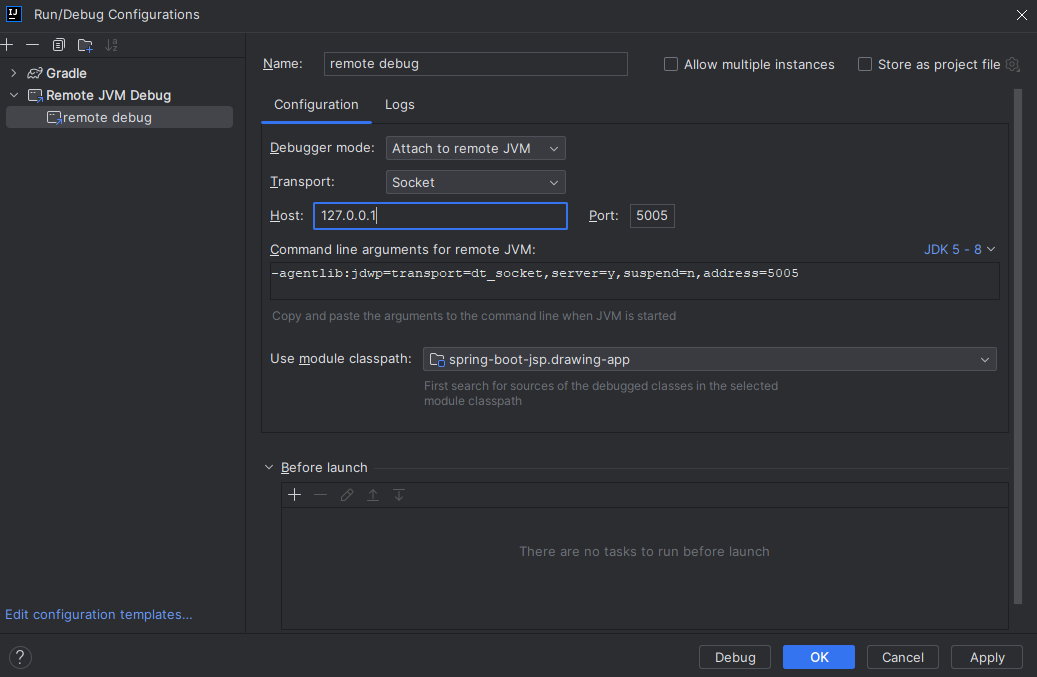 Run/Debug Configurations
Gradle
Remote JVM Debug
remote debug
Name: remote debug Allow multiple instances Store as project file
Configuration Logs
Debugger mode: Attach to remote JVM
Transport: Socket
Host: 127.0.0.1 Port: 5005
Command line arguments for remote JVM: JDK 5 - 8
-agentlib:jdwp=transport=dt_socket,server=y,suspend=n,address=5005
Copy and paste the arguments to the command line when JVM is started
Use module classpath: spring-boot-jsp.drawing-app
First search for sources of the debugged classes in the selected
module classpath
Before launch
There are no tasks to run before launch
Edit configuration templates...
? Debug OK Cancel Apply